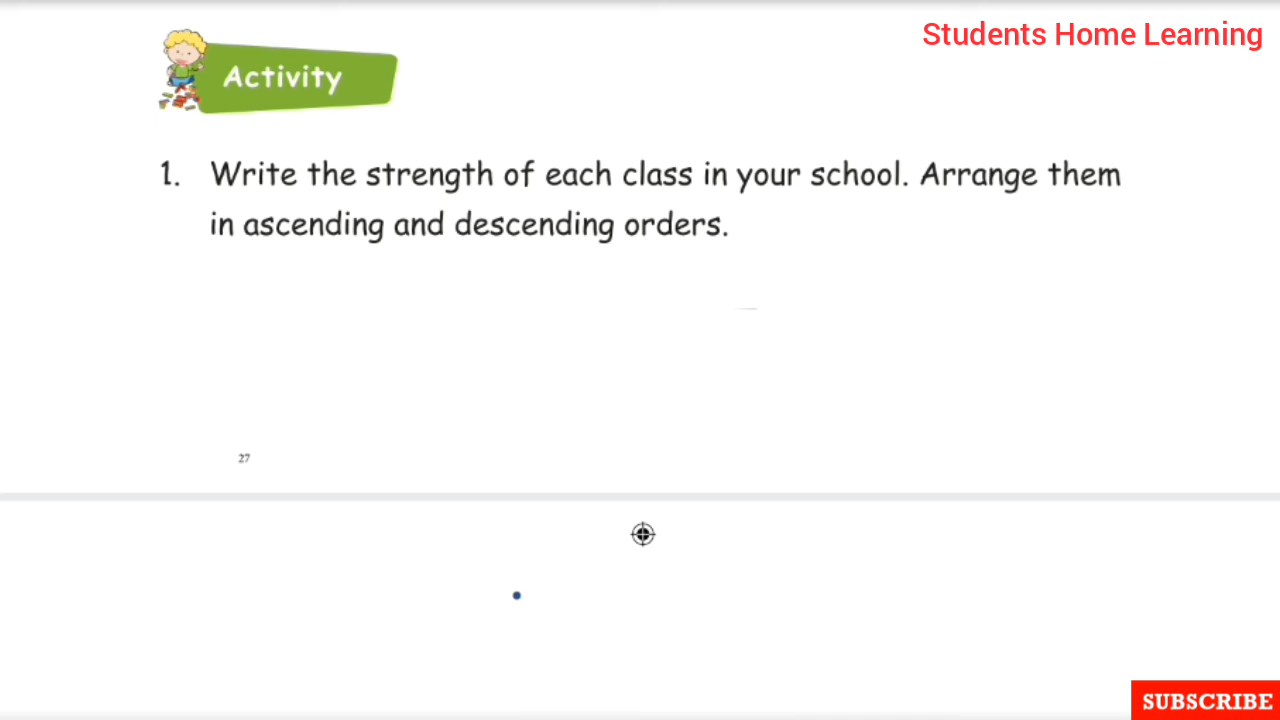 Students Home Learning
Activity
1. Write the strength of each class in your school. Arrange them
in ascending and descending orders.
27
SUBSCRIBE